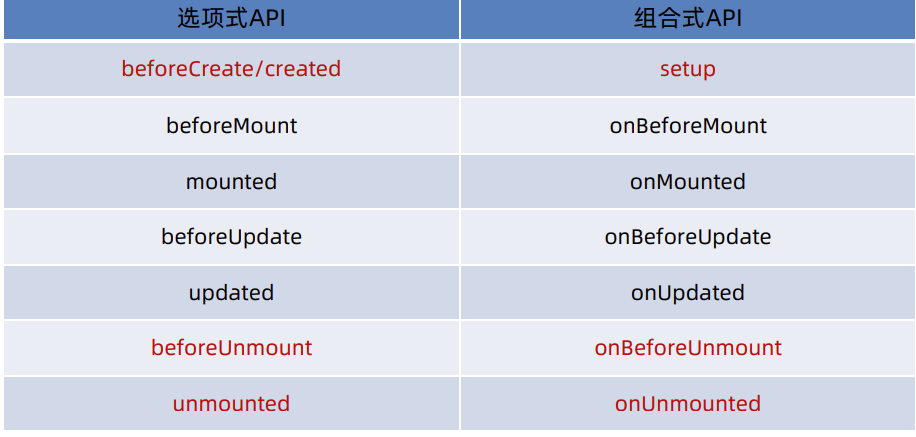 选项式API 组合式API
beforeCreate/created setup
beforeMount onBeforeMount
mounted onMounted
beforeUpdate onBeforeUpdate
updated onUpdated
beforeUnmount onBeforeUnmount
unmounted onUnmounted